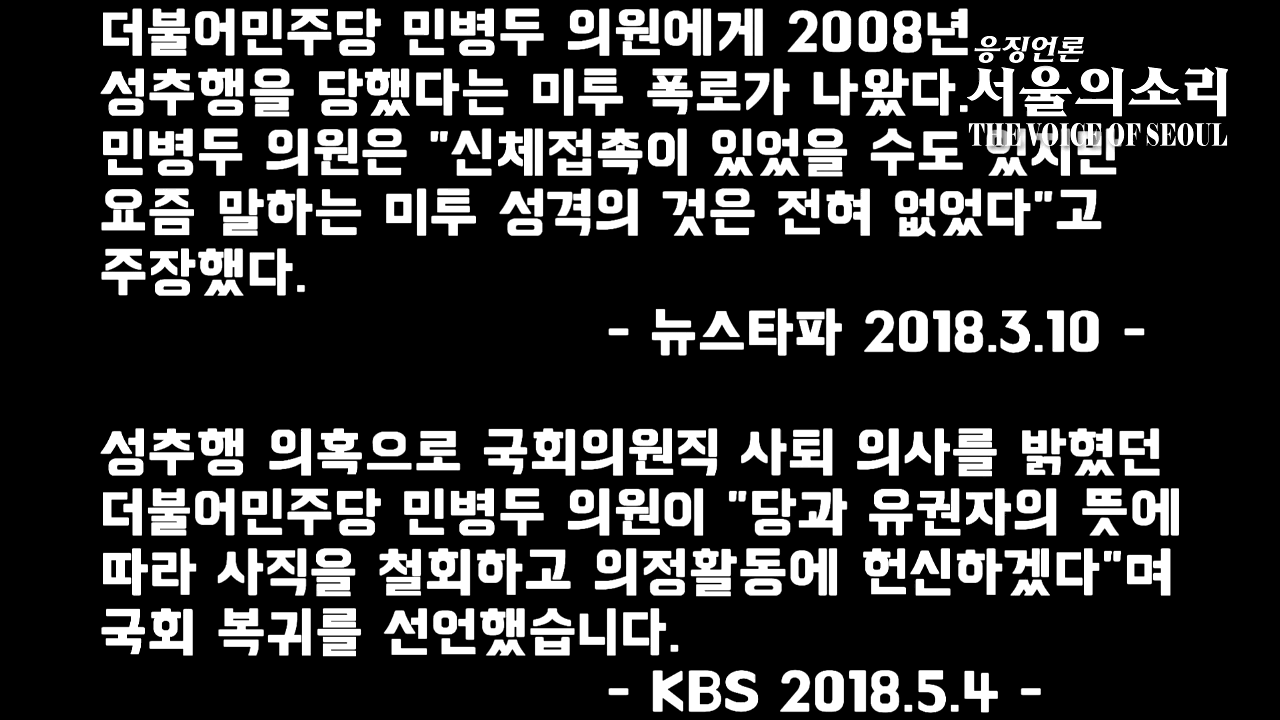 더불어민주당 민병두 의원에게 2008년
성추행을 당했다는 미투 폭로가 나왔다.
민병두 의원은 "신체접촉이 있었을 수도 있지만
요즘 말하는 미투 성격의 것은 전혀 없었다"고
주장했다.
- 뉴스타파 2018.3.10 -
성추행 의혹으로 국회의원직 사퇴 의사를 밝혔던
더불어민주당 민병두 의원이 "당과 유권자의 뜻에
따라 사직을 철회하고 의정활동에 헌신하겠다"며
국회 복귀를 선언했습니다.
- KBS 2018.5.4 -
응징언론
서울의소리
THE VOICE OF SEOUL